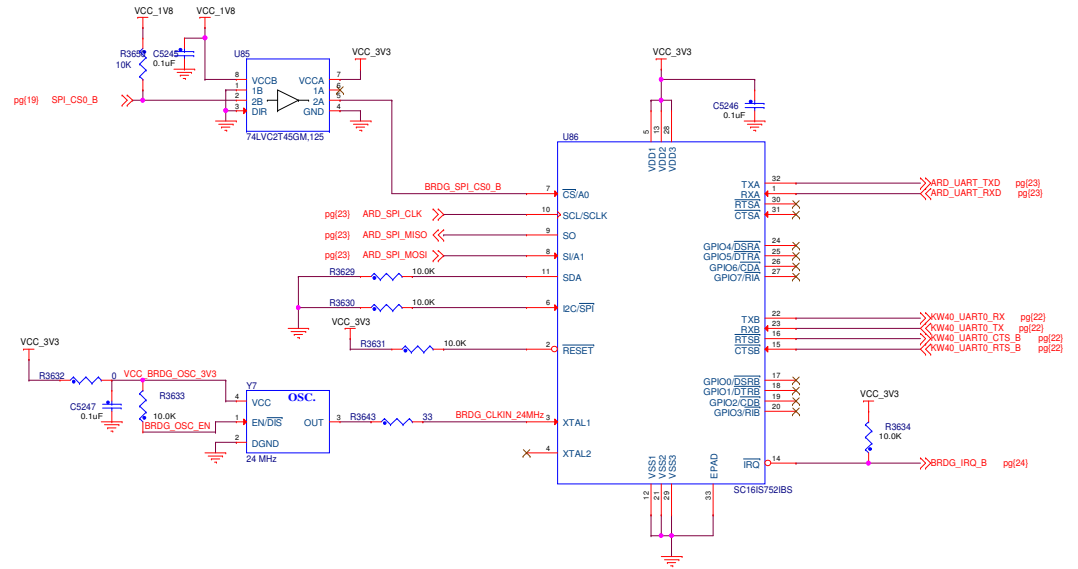 VCC_1V8
VCC_1V8
R3650
10K
C5245
0.1uF
U85
VCC_3V3
8 VCCB VCCA 7
1 1B 1A 6
2 2B 2A 5
3 DIR GND 4
74LVC2T45GM,125
pg{19} SPI_CS0_B
VCC_3V3
C5246
0.1uF
U86
5 13 28
VDD1 VDD2 VDD3
BRDG_SPI_CS0_B 7 CS/A0
pg{23} ARD_SPI_CLK 10 SCL/SCLK
pg{23} ARD_SPI_MISO 9 SO
pg{23} ARD_SPI_MOSI 8 SI/A1
R3629 10.0K 11 SDA
R3630 10.0K 6 I2C/SPI
VCC_3V3
R3631 10.0K 2 RESET
TXA 32 ARD_UART_TXD pg{23}
RXA 1 ARD_UART_RXD pg{23}
RTSA 30
CTSA 31
GPIO4/DSRA 24
GPIO5/DTRA 25
GPIO6/CDA 26
GPIO7/RIA 27
TXB 22 KW40_UART0_RX pg{22}
RXB 23 KW40_UART0_TX pg{22}
RTSB 16 KW40_UART0_CTS_B pg{22}
CTSB 15 KW40_UART0_RTS_B pg{22}
GPIO0/DSRB 17
GPIO1/DTRB 18
GPIO2/CDB 19
GPIO3/RIB 20
VCC_3V3
R3634
10.0K
IRQ 14 BRDG_IRQ_B pg{24}
VCC_3V3
R3632 0 VCC_BRDG_OSC_3V3
C5247
0.1uF
R3633
10.0K
BRDG_OSC_EN
Y7
OSC.
4 VCC
1 EN/DIS OUT 3
2 DGND
24 MHz
R3643 33 BRDG_CLKIN_24MHz 3 XTAL1
4 XTAL2
VSS1 VSS2 VSS3 EPAD
12 21 29 33
SC16IS752IBS